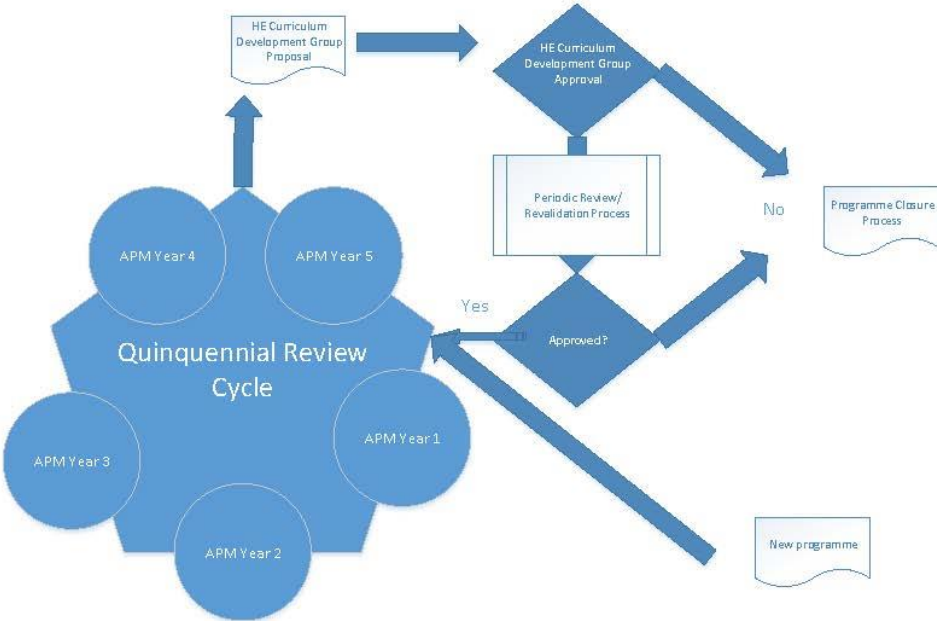 HE Curriculum
Development Group
Proposal
HE Curriculum
Development Group
Approval
Periodic Review/
Revalidation Process
No
Programme Closure
Process
APM Year 4
APM Year 5
Yes
Approved?
Quinquennial Review
Cycle
APM Year 1
APM Year 3
APM Year 2
New programme